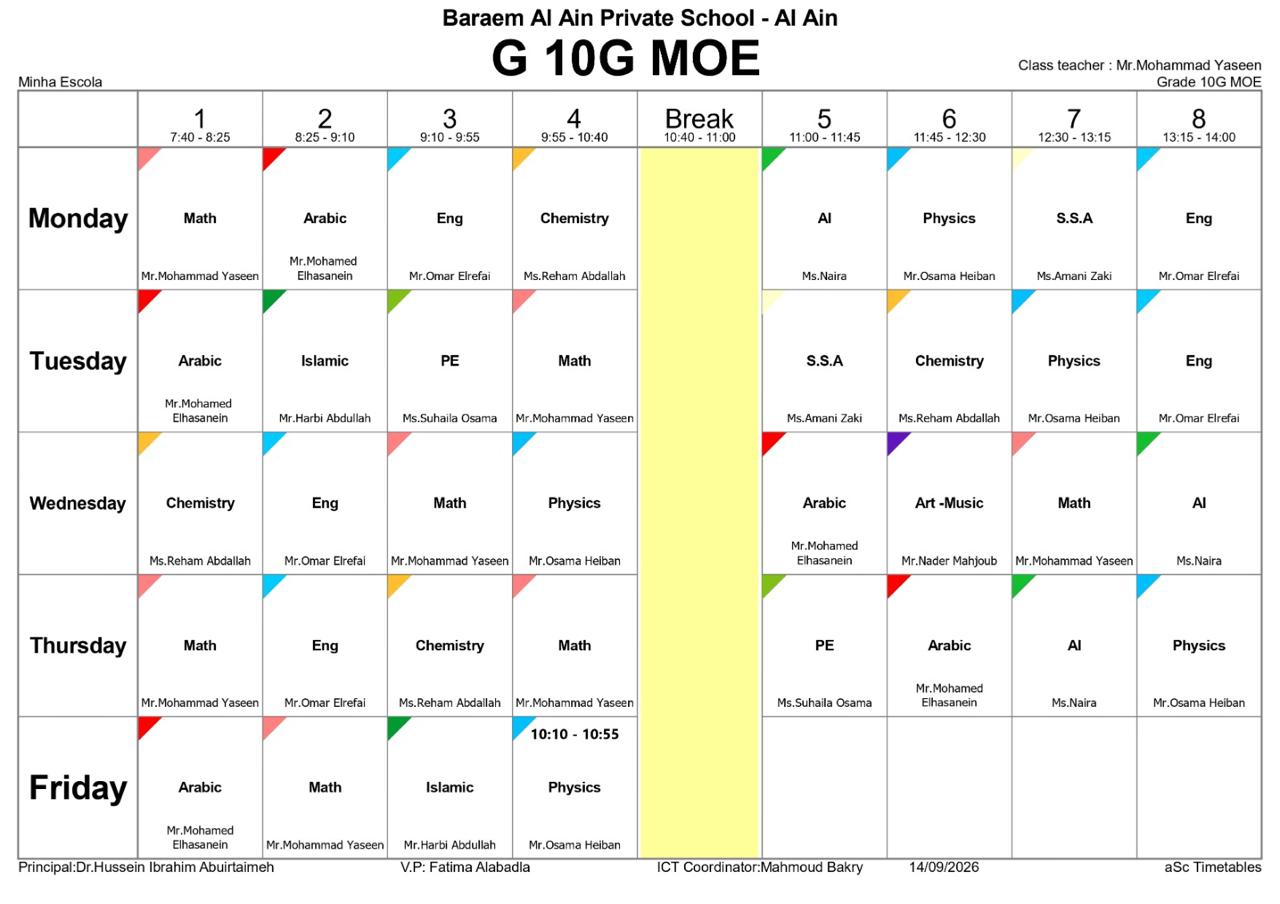 Baraem Al Ain Private School - Al Ain
G 10G MOE
Minha Escola
Class teacher : Mr.Mohammad Yaseen
Grade 10G MOE
1 2 3 4 Break 5 6 7 8
7:40 - 8:25 8:25 - 9:10 9:10 - 9:55 9:55 - 10:40 10:40 - 11:00 11:00 - 11:45 11:45 - 12:30 12:30 - 13:15 13:15 - 14:00
Monday
Math
Mr.Mohammad Yaseen
Arabic
Mr.Mohamed
Elhasanein
Eng
Mr.Omar Elrefai
Chemistry
Ms.Reham Abdallah
AI
Ms.Naira
Physics
Mr.Osama Heiban
S.S.A
Ms.Amani Zaki
Eng
Mr.Omar Elrefai
Tuesday
Arabic
Mr.Mohamed
Elhasanein
Islamic
Mr.Harbi Abdullah
PE
Ms.Suhaila Osama
Math
Mr.Mohammad Yaseen
S.S.A
Ms.Amani Zaki
Chemistry
Ms.Reham Abdallah
Physics
Mr.Osama Heiban
Eng
Mr.Omar Elrefai
Wednesday
Chemistry
Ms.Reham Abdallah
Eng
Mr.Omar Elrefai
Math
Mr.Mohammad Yaseen
Physics
Mr.Osama Heiban
Arabic
Mr.Mohamed
Elhasanein
Art -Music
Mr.Nader Mahjoub
Math
Mr.Mohammad Yaseen
AI
Ms.Naira
Thursday
Math
Mr.Mohammad Yaseen
Eng
Mr.Omar Elrefai
Chemistry
Ms.Reham Abdallah
Math
Mr.Mohammad Yaseen
PE
Ms.Suhaila Osama
Arabic
Mr.Mohamed
Elhasanein
AI
Ms.Naira
Physics
Mr.Osama Heiban
Friday
Arabic
Mr.Mohamed
Elhasanein
Math
Mr.Mohammad Yaseen
Islamic
Mr.Harbi Abdullah
10:10 - 10:55
Physics
Mr.Osama Heiban
Principal:Dr.Hussein Ibrahim Abuirtaimeh
V.P: Fatima Alabadla
ICT Coordinator:Mahmoud Bakry
14/09/2026
aSc Timetables